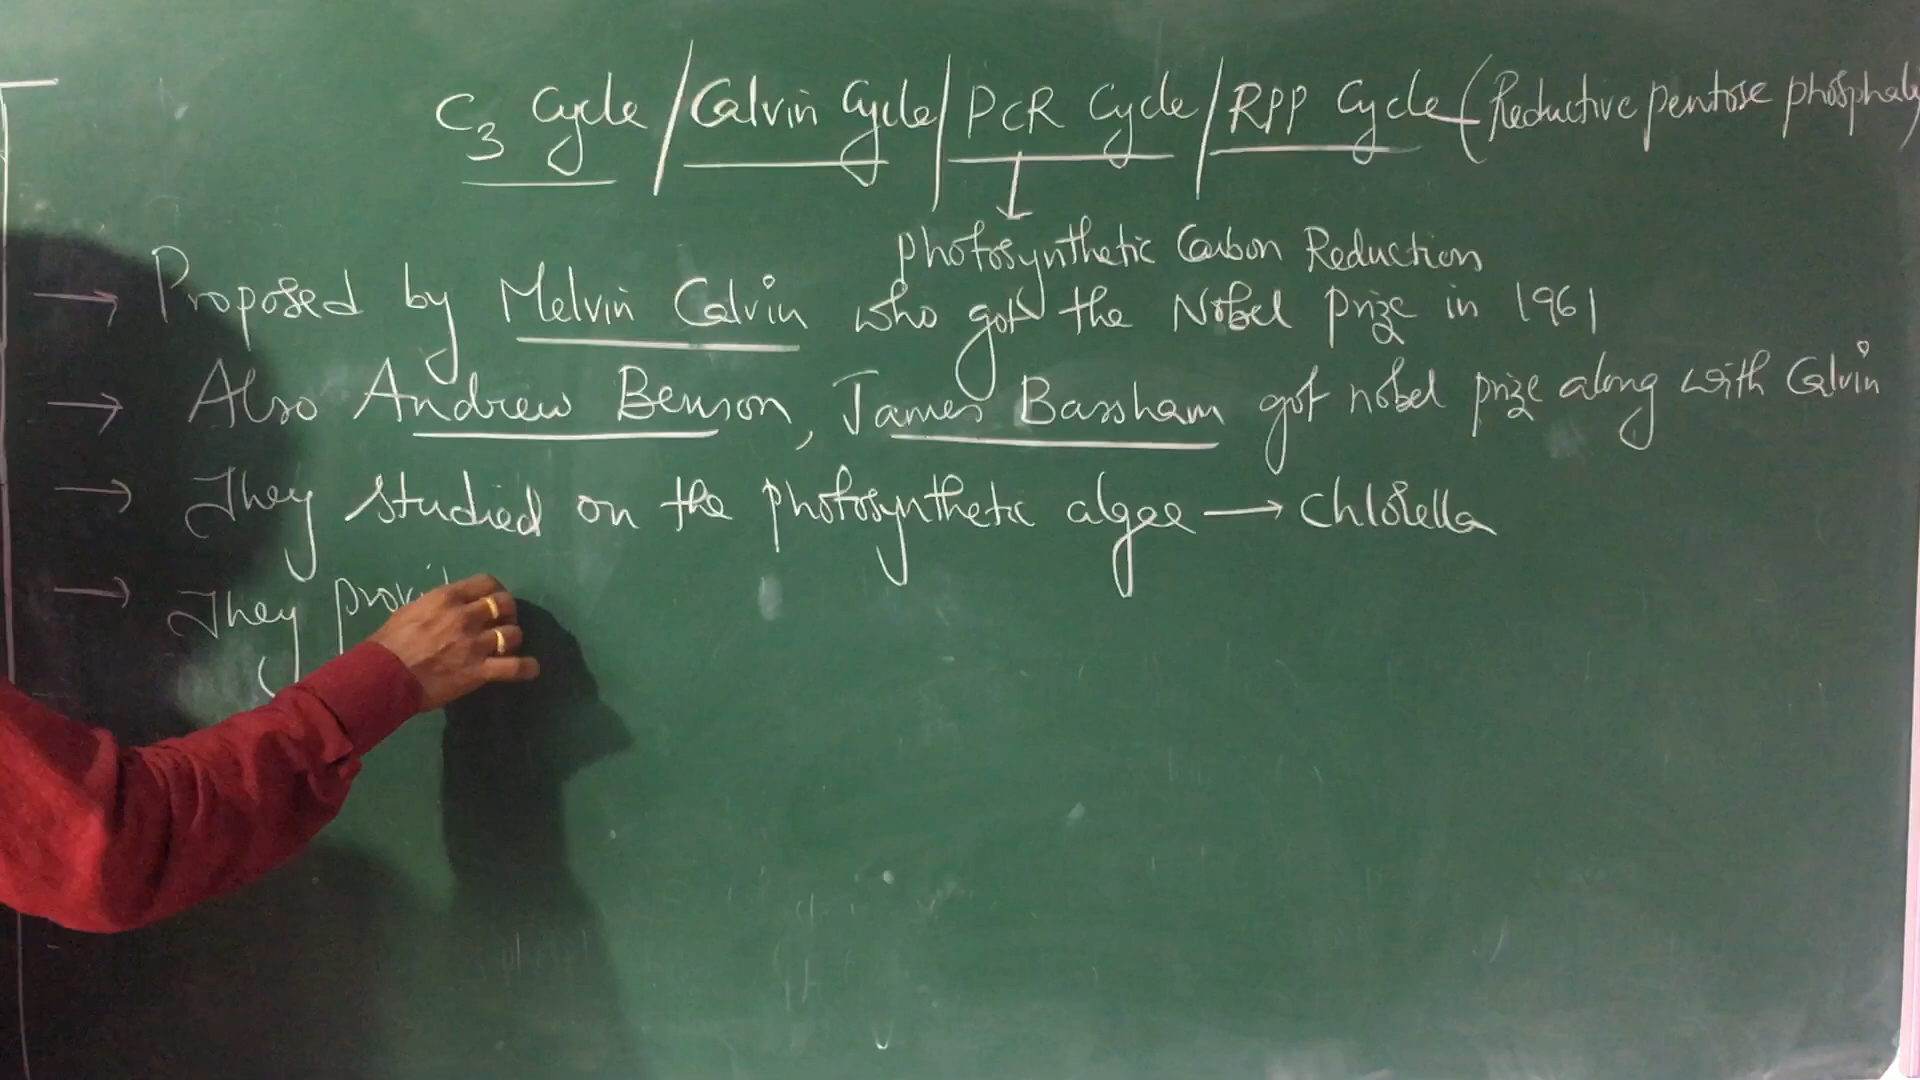 C3 Cycle / Calvin Cycle / PCR Cycle / RPP Cycle (Reductive pentose phosphate)
↓
photosynthetic Carbon Reduction
→ Proposed by Melvin Calvin who got the Nobel prize in 1961
→ Also Andrew Benson, James Bassham got nobel prize along with Calvin
→ They studied on the photosynthetic algae → chlorella
→ They